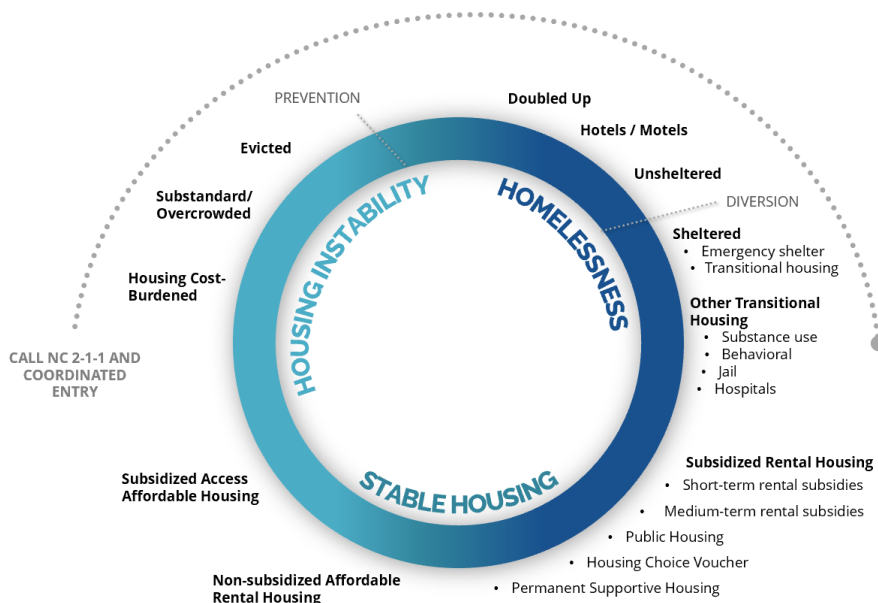 PREVENTION
Doubled Up
Hotels / Motels
Evicted
Unsheltered
Substandard/
Overcrowded
DIVERSION
Sheltered
• Emergency shelter
• Transitional housing
Housing Cost-
Burdened
Other Transitional
Housing
• Substance use
• Behavioral
• Jail
• Hospitals
HOUSING INSTABILITY
HOMELESSNESS
STABLE HOUSING
CALL NC 2-1-1 AND
COORDINATED
ENTRY
Subsidized Access
Affordable Housing
Subsidized Rental Housing
• Short-term rental subsidies
• Medium-term rental subsidies
• Public Housing
• Housing Choice Voucher
• Permanent Supportive Housing
Non-subsidized Affordable
Rental Housing